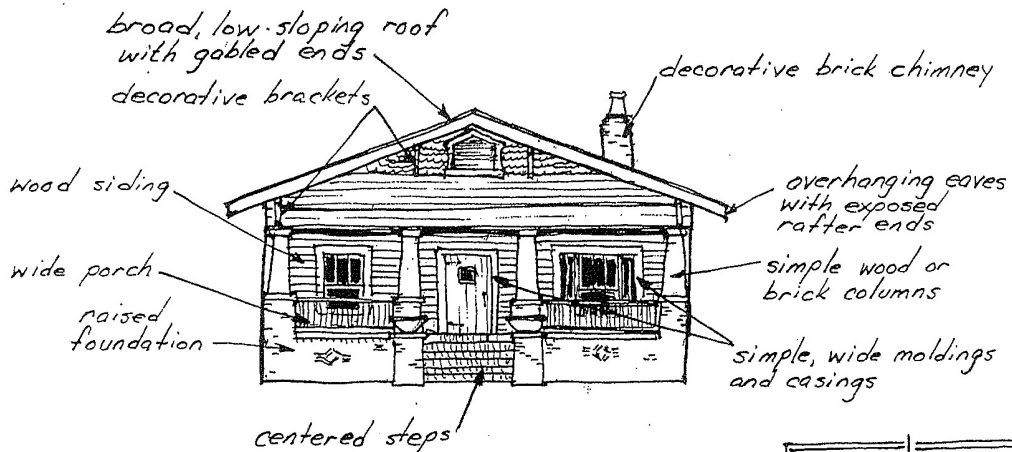 broad, low-sloping roof
with gabled ends
decorative brackets
decorative brick chimney
wood siding
overhanging eaves
with exposed
rafter ends
wide porch
simple wood or
brick columns
raised
foundation
simple, wide moldings
and casings
centered steps